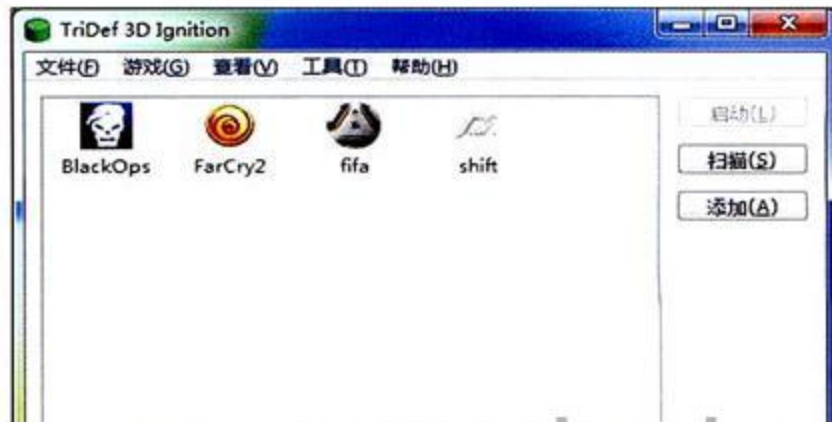 TriDef 3D Ignition
文件(F) 游戏(G) 查看(V) 工具(T) 帮助(H)
BlackOps FarCry2 fifa shift
启动(L)
扫描(S)
添加(A)